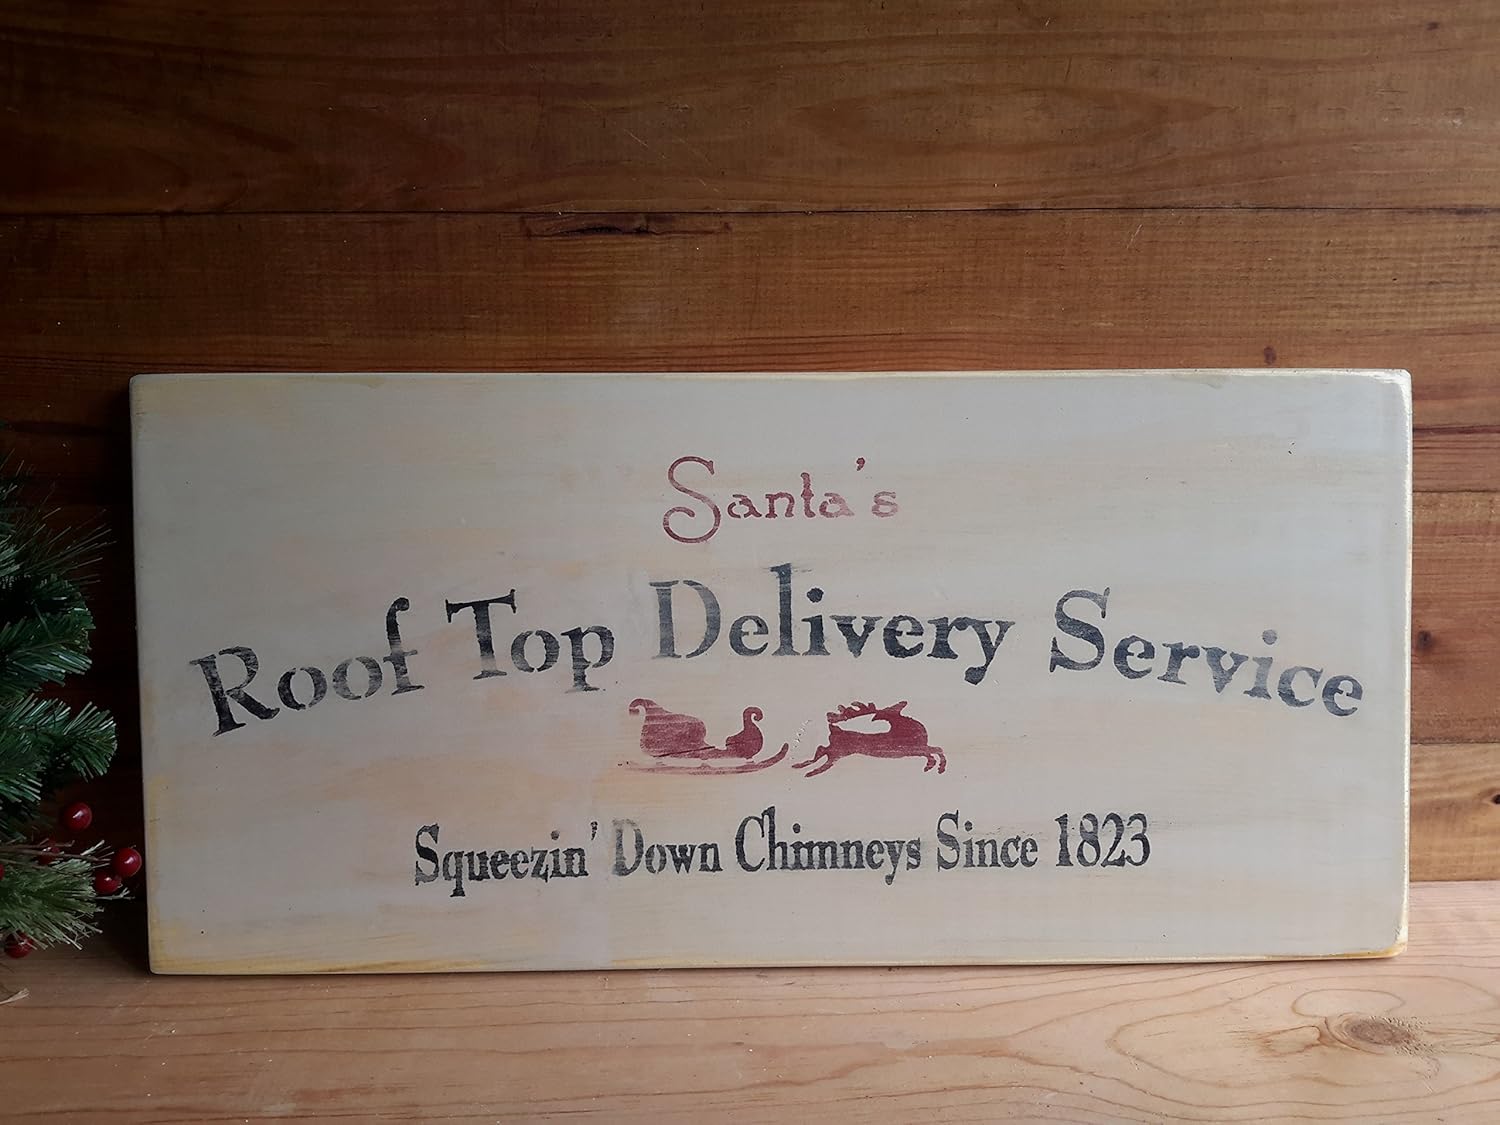 Santa's
Roof Top Delivery Service
Squeezin' Down Chimneys Since 1823